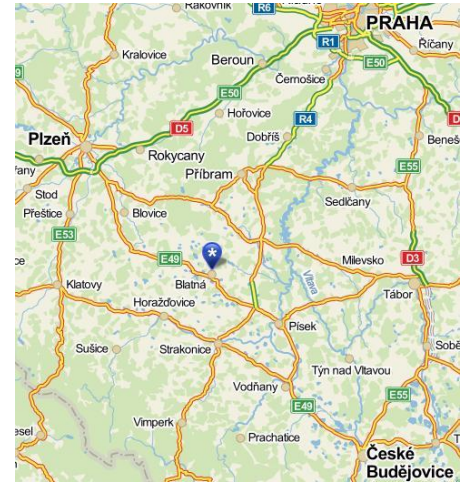 Rakovník
R6
PRAHA
R1
Říčany
Kralovice
Beroun
E50
Černošice
E50
Hořovice
D5
R4
Plzeň
Dobříš
Rokycany
E55
Příbram
Stod
Přeštice
Sedlčany
Blovice
E53
E49
Milevsko
D3
Blatná
Vltava
Klatovy
Tábor
Horažďovice
Písek
Sušice
Strakonice
Týn nad Vltavou
Vodňany
E55
E49
Vimperk
Prachatice
České
Budějovice